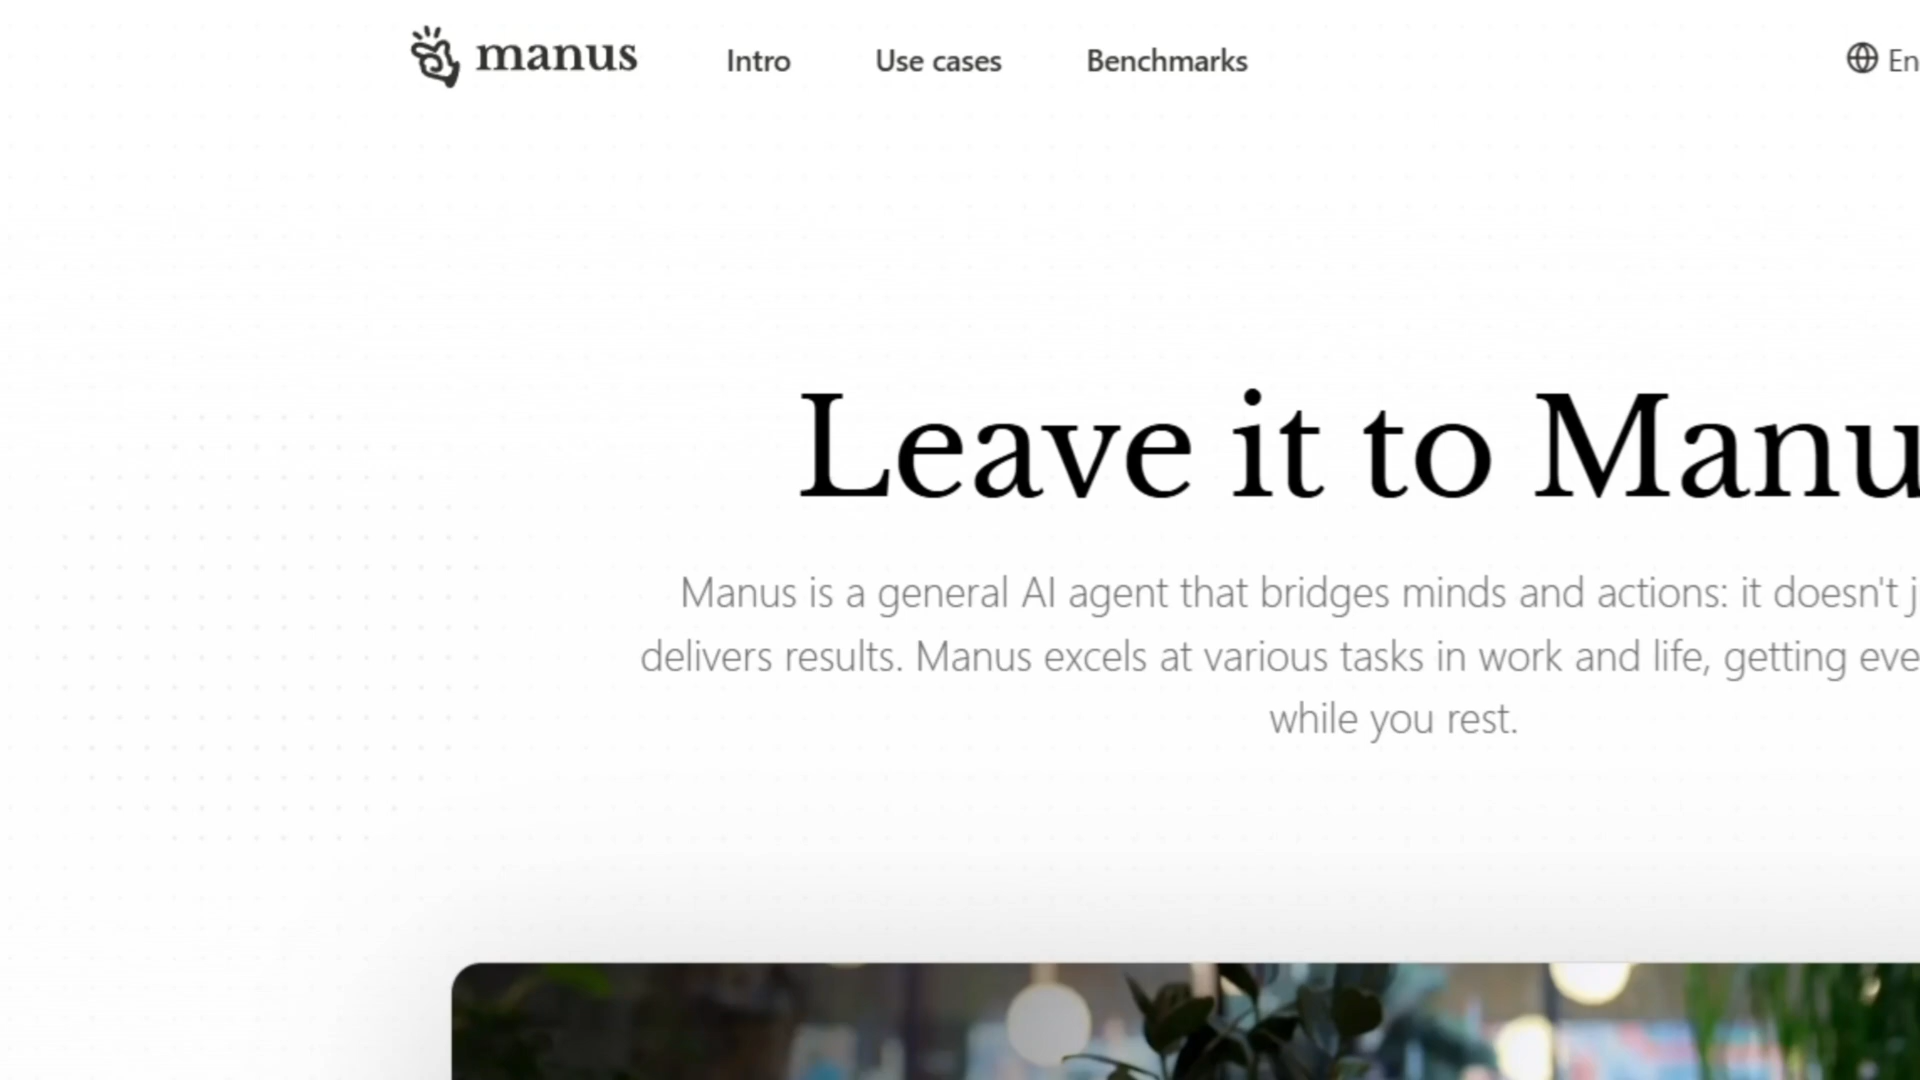 manus
Intro
Use cases
Benchmarks
En
Leave it to Manu
Manus is a general AI agent that bridges minds and actions: it doesn't j
delivers results. Manus excels at various tasks in work and life, getting eve
while you rest.